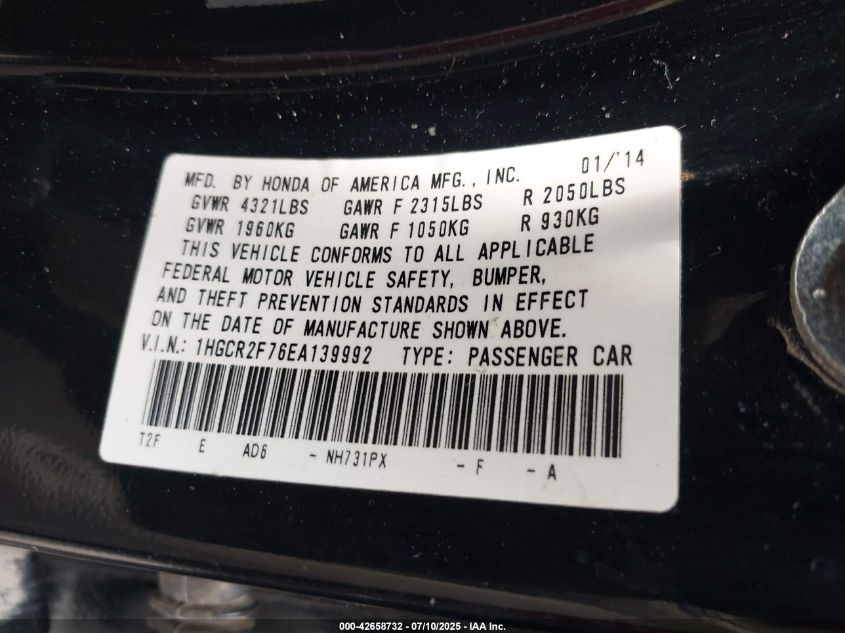 MFD. BY HONDA OF AMERICA MFG., INC. 01/'14
GVWR 4321LBS GAWR F 2315LBS R 2050LBS
GVWR 1960KG GAWR F 1050KG R 930KG
THIS VEHICLE CONFORMS TO ALL APPLICABLE
FEDERAL MOTOR VEHICLE SAFETY, BUMPER,
AND THEFT PREVENTION STANDARDS IN EFFECT
ON THE DATE OF MANUFACTURE SHOWN ABOVE.
V.I.N.: 1HGCR2F76EA139992 TYPE: PASSENGER CAR
T2F E AD6 - NH731PX - F - A
000-42658732 - 07/10/2025 - IAA Inc.